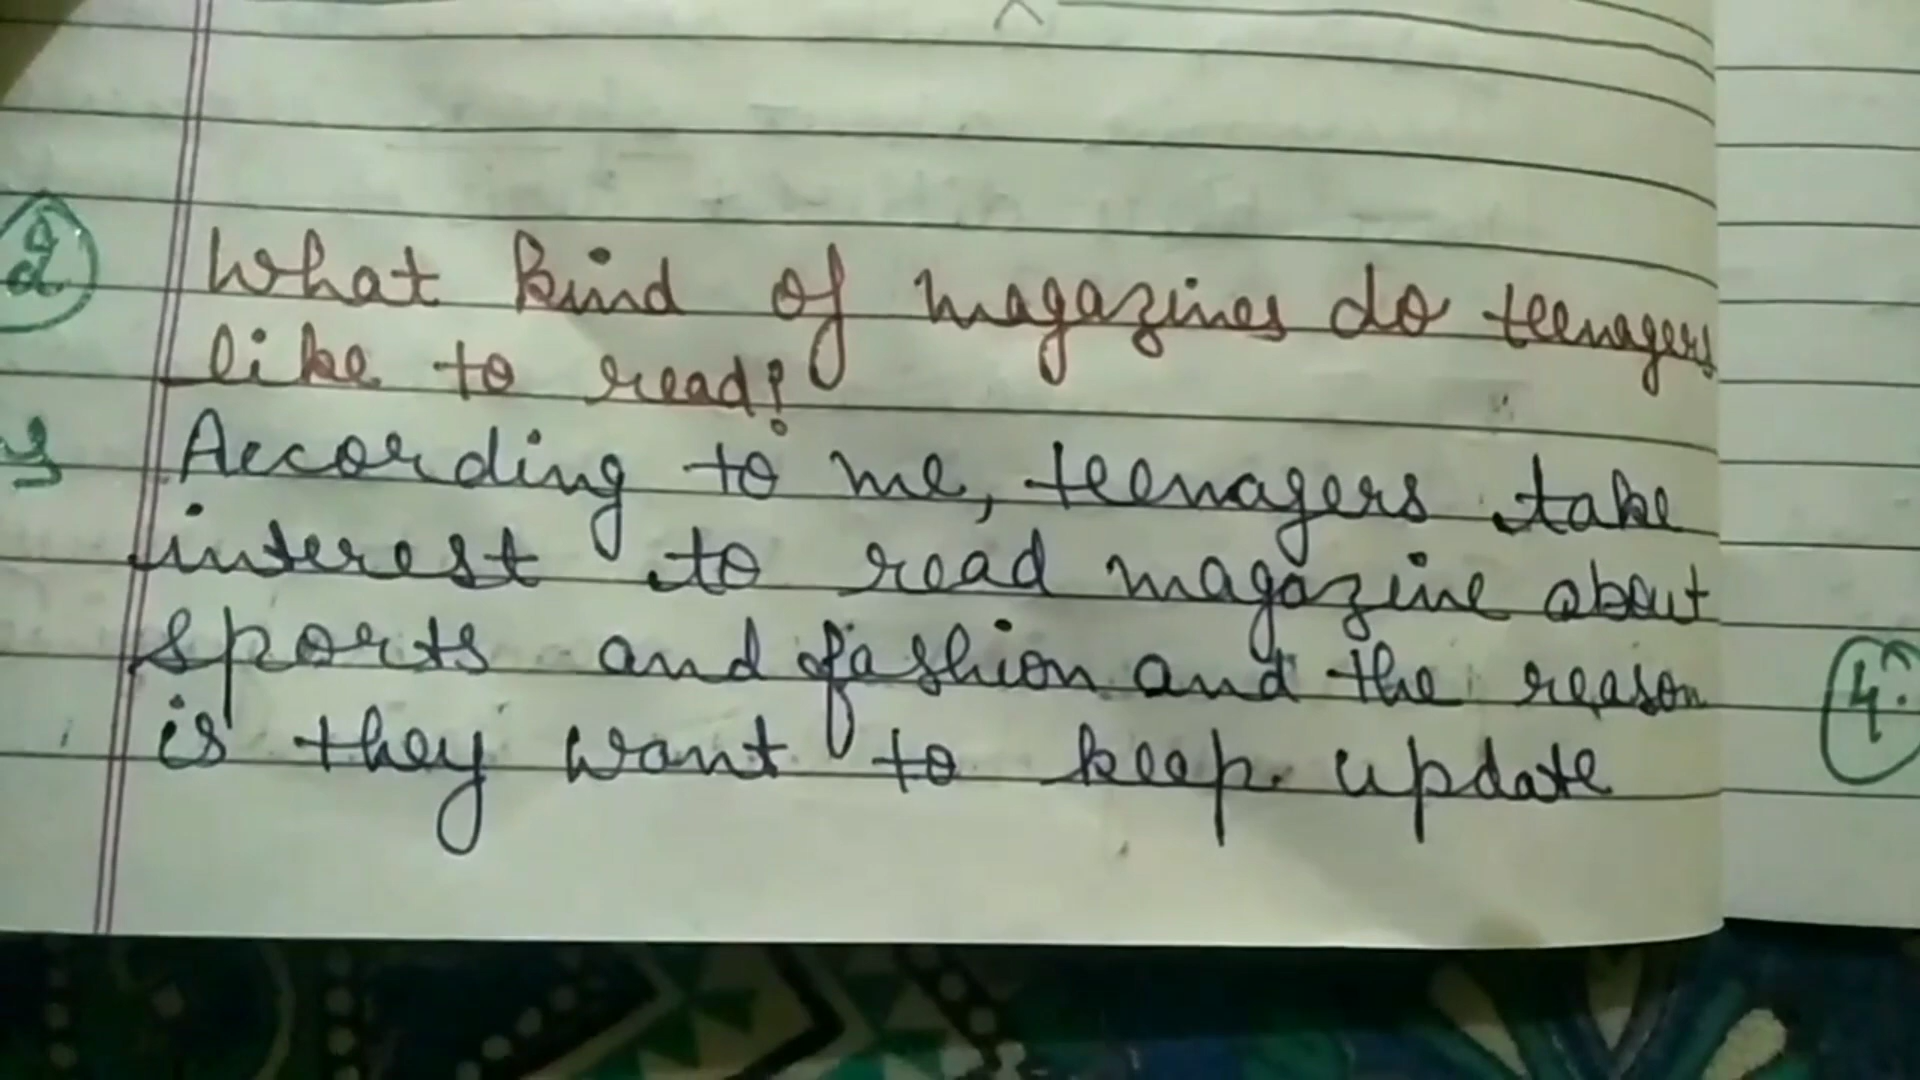 What kind of magazines do teenagers
like to read?
According to me, teenagers take
interest to read magazine about
sports and fashion and the reason
is they want to keep update
4.